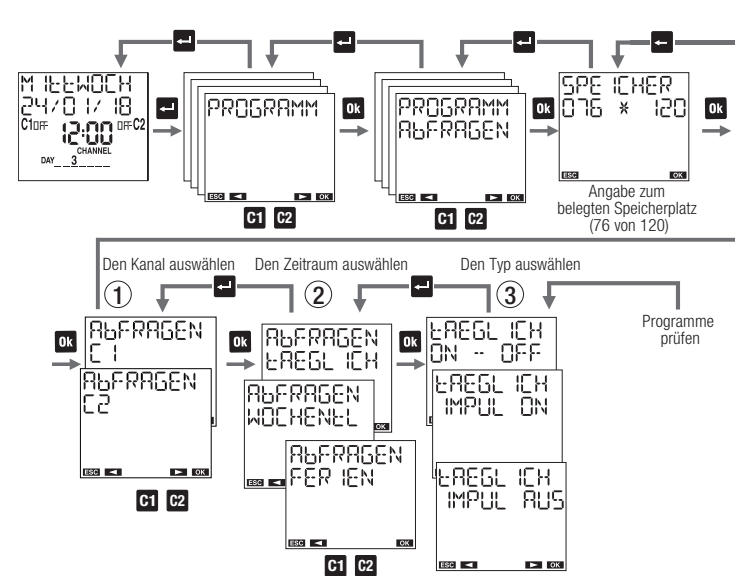 MITTWOCH
24/01/18
C1OFF 12:00 OFFC2
CHANNEL
DAY _ _ 3 _ _ _ _
PROGRAMM
ESC OK
C1 C2
Ok
PROGRAMM
ABFRAGEN
ESC OK
C1 C2
Ok
SPEICHER
076 * 120
ESC OK
Ok
Angabe zum
belegten Speicherplatz
(76 von 120)
Den Kanal auswählen
1
Ok
ABFRAGEN
C1
ABFRAGEN
C2
ESC OK
C1 C2
Den Zeitraum auswählen
2
Ok
ABFRAGEN
TAEGLICH
OK
ABFRAGEN
WOCHENTL
ESC
ABFRAGEN
FERIEN
ESC OK
C1 C2
Den Typ auswählen
3
Ok
TAEGLICH
ON -- OFF
TAEGLICH
IMPUL ON
TAEGLICH
IMPUL AUS
ESC OK
Programme
prüfen